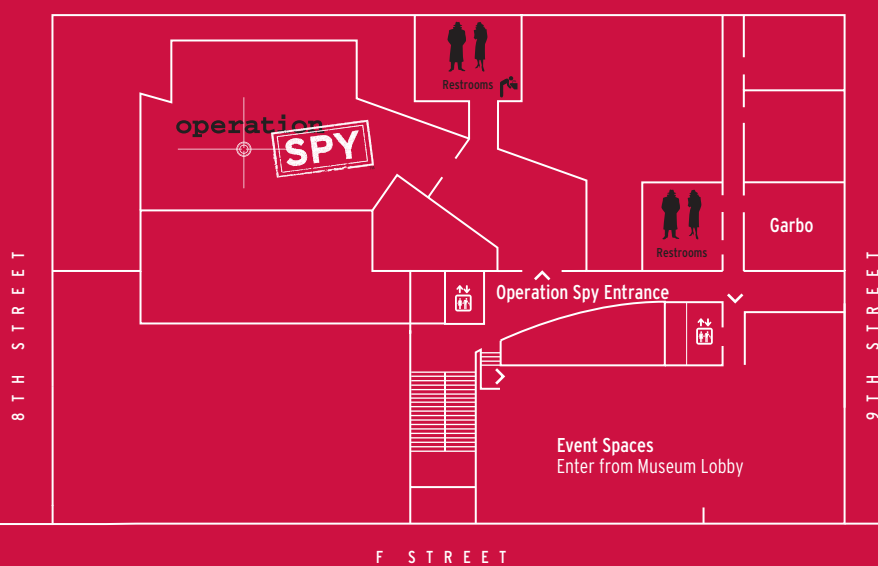 Restrooms
operation
SPY
Restrooms
Garbo
8TH STREET
9TH STREET
Operation Spy Entrance
Event Spaces
Enter from Museum Lobby
F STREET